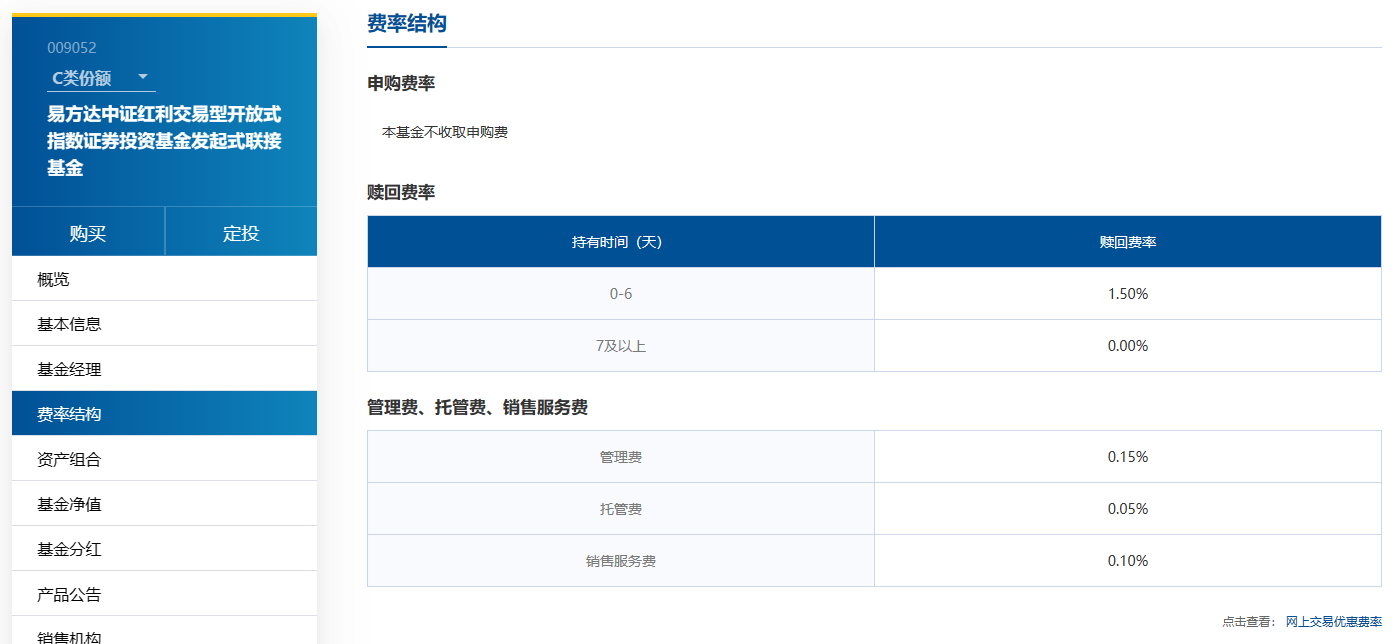 009052
C类份额
易方达中证红利交易型开放式
指数证券投资基金发起式联接
基金
购买
定投
概览
基本信息
基金经理
费率结构
资产组合
基金净值
基金分红
产品公告
销售机构
费率结构
申购费率
本基金不收取申购费
赎回费率
持有时间（天） 赎回费率
0-6 1.50%
7及以上 0.00%
管理费、托管费、销售服务费
管理费 0.15%
托管费 0.05%
销售服务费 0.10%
点击查看： 网上交易优惠费率